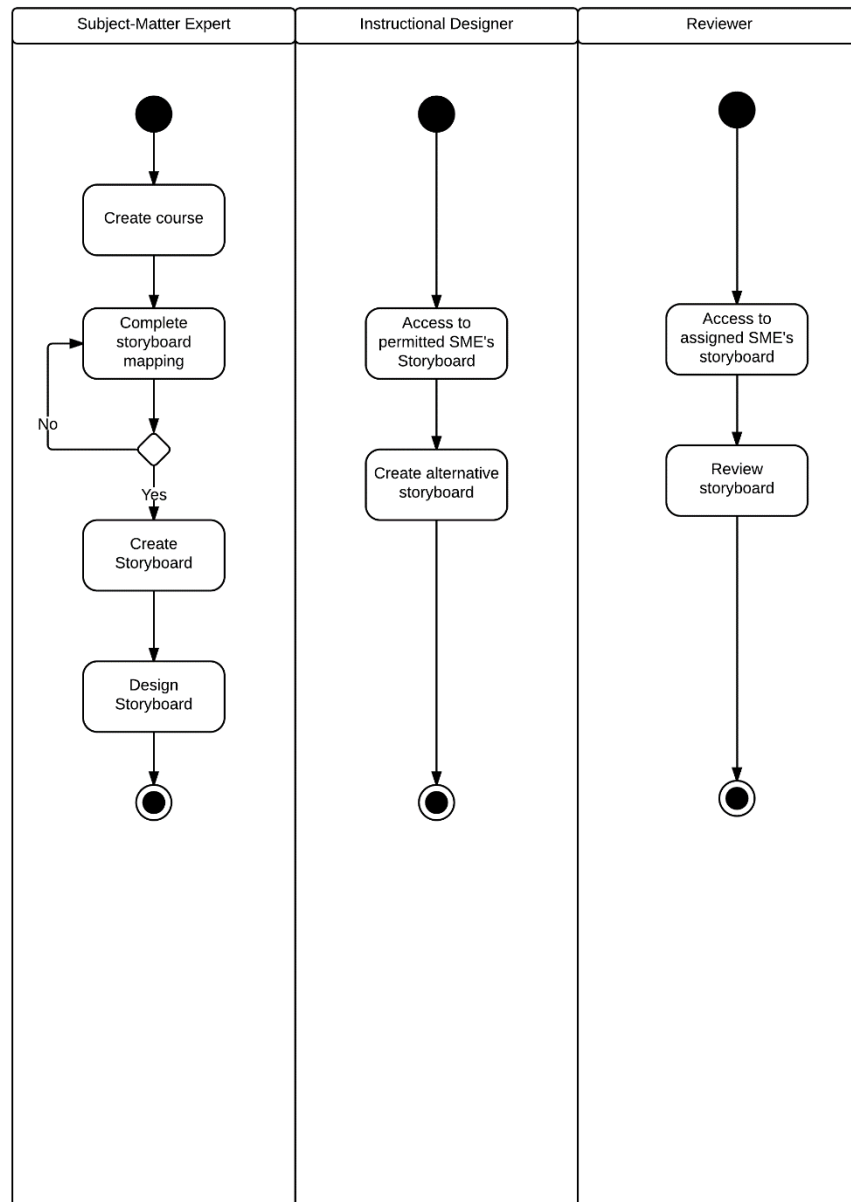 Subject-Matter Expert
Instructional Designer
Reviewer
Create course
Complete
storyboard
mapping
No
Yes
Create
Storyboard
Design
Storyboard
Access to
permitted SME's
Storyboard
Create alternative
storyboard
Access to
assigned SME's
storyboard
Review
storyboard